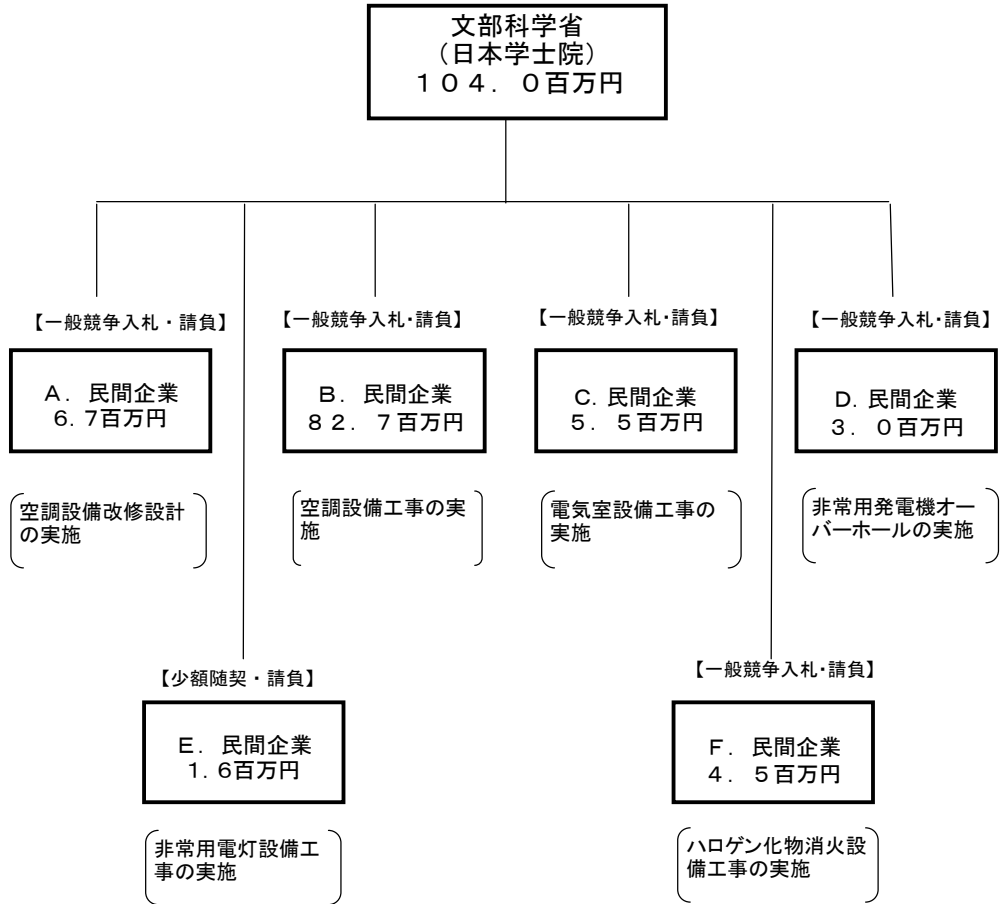 文部科学省
（日本学士院）
１０４．０百万円
【一般競争入札・請負】
A．民間企業
6.7百万円
空調設備改修設計
の実施
【一般競争入札・請負】
B．民間企業
８２．７百万円
空調設備工事の実
施
【一般競争入札・請負】
C．民間企業
５．５百万円
電気室設備工事の
実施
【一般競争入札・請負】
D．民間企業
３．０百万円
非常用発電機オー
バーホールの実施
【少額随契・請負】
E．民間企業
1.6百万円
非常用電灯設備工
事の実施
【一般競争入札・請負】
F．民間企業
４．５百万円
ハロゲン化物消火設
備工事の実施